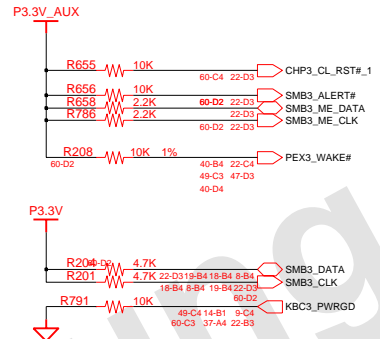 P3.3V_AUX
R655 10K CHP3_CL_RST#_1
60-C4 22-D3
R656 10K SMB3_ALERT#
R658 2.2K 60-D2 22-D3 SMB3_ME_DATA
R786 2.2K SMB3_ME_CLK
60-D2 22-D3
R208 10K 1% PEX3_WAKE#
60-D2 40-B4 22-C4
49-C3 47-D3
40-D4
P3.3V
R204 60-D2 4.7K SMB3_DATA
R201 4.7K 22-D3 19-B4 18-B4 8-B4 SMB3_CLK
18-B4 8-B4 19-B4 22-D3
60-D2
R791 10K KBC3_PWRGD
49-C4 14-B1 9-C4
60-C3 37-A4 22-B3